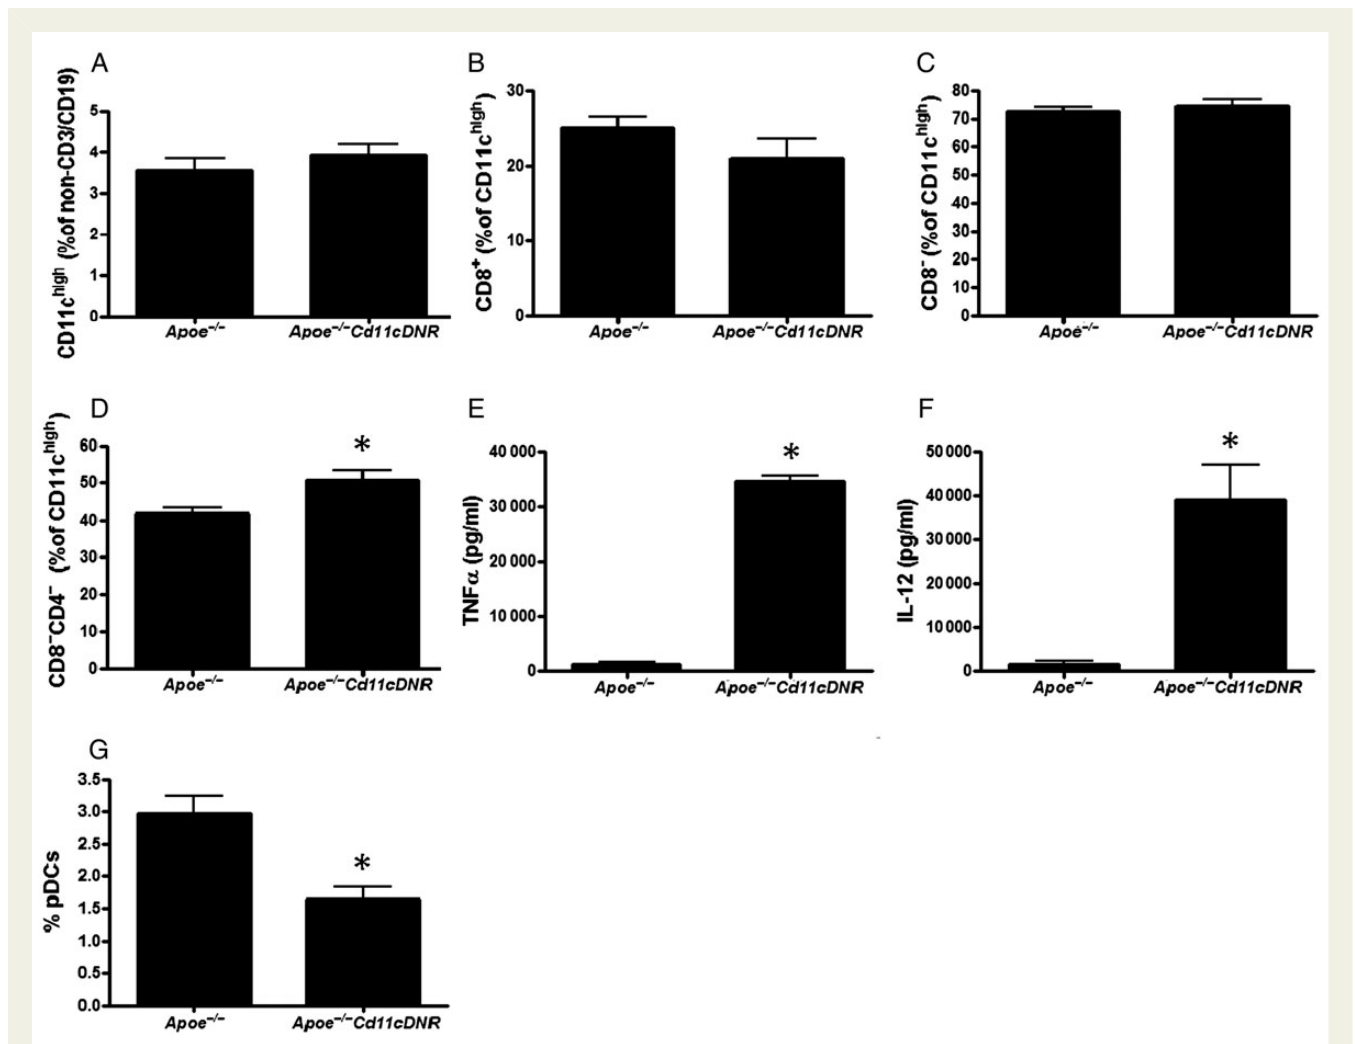 A
CD11c^high (%of non-CD3/CD19)
5
4
3
2
1
0
Apoe⁻/⁻ Apoe⁻/⁻Cd11cDNR
B
CD8⁺ (%of CD11c^high)
30
20
10
0
Apoe⁻/⁻ Apoe⁻/⁻Cd11cDNR
C
CD8⁻ (%of CD11c^high)
80
70
60
50
40
30
20
10
0
Apoe⁻/⁻ Apoe⁻/⁻Cd11cDNR
D
CD8⁻CD4⁻ (%of CD11c^high)
60
50
40
30
20
10
0
*
Apoe⁻/⁻ Apoe⁻/⁻Cd11cDNR
E
TNFα (pg/ml)
40 000
30 000
20 000
10 000
0
*
Apoe⁻/⁻ Apoe⁻/⁻Cd11cDNR
F
IL-12 (pg/ml)
50 000
40 000
30 000
20 000
10 000
0
*
Apoe⁻/⁻ Apoe⁻/⁻Cd11cDNR
G
% pDCs
3.5
3.0
2.5
2.0
1.5
1.0
0.5
0.0
*
Apoe⁻/⁻ Apoe⁻/⁻Cd11cDNR